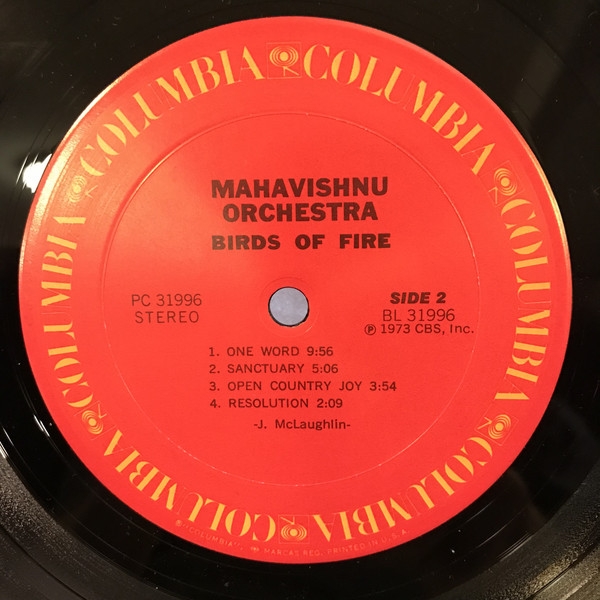 COLUMBIA COLUMBIA COLUMBIA COLUMBIA COLUMBIA COLUMBIA
MAHAVISHNU
ORCHESTRA
BIRDS OF FIRE
PC 31996
STEREO
SIDE 2
BL 31996
Ⓟ 1973 CBS, Inc.
1. ONE WORD 9:56
2. SANCTUARY 5:06
3. OPEN COUNTRY JOY 3:54
4. RESOLUTION 2:09
-J. McLaughlin-
® "COLUMBIA", MARCAS REG. PRINTED IN U.S.A.